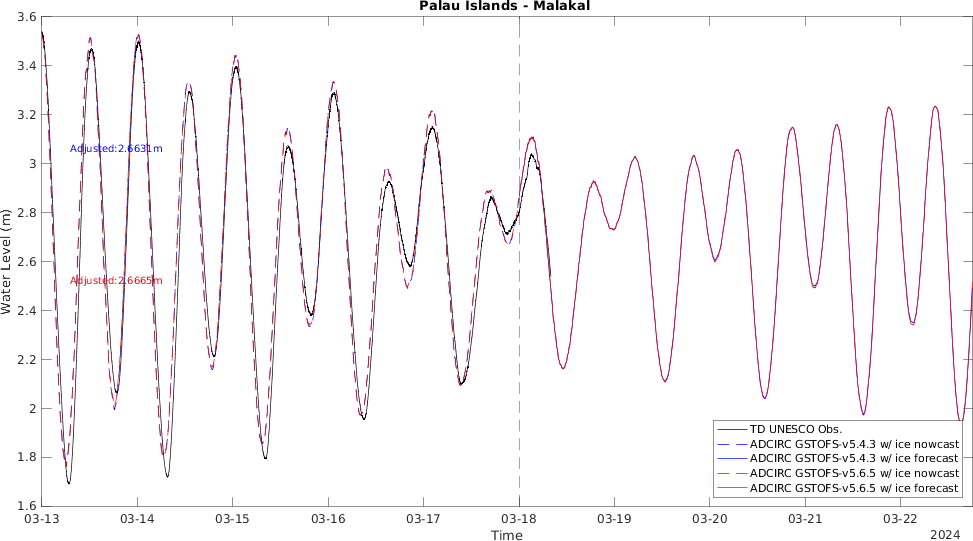 Palau Islands - Malakal
3.6
3.4
3.2
3
2.8
2.6
2.4
2.2
2
1.8
1.6
Water Level (m)
Adjusted:2.6631m
Adjusted:2.6665m
TD UNESCO Obs.
ADCIRC GSTOFS-v5.4.3 w/ ice nowcast
ADCIRC GSTOFS-v5.4.3 w/ ice forecast
ADCIRC GSTOFS-v5.6.5 w/ ice nowcast
ADCIRC GSTOFS-v5.6.5 w/ ice forecast
03-13 03-14 03-15 03-16 03-17 03-18 03-19 03-20 03-21 03-22
Time
2024